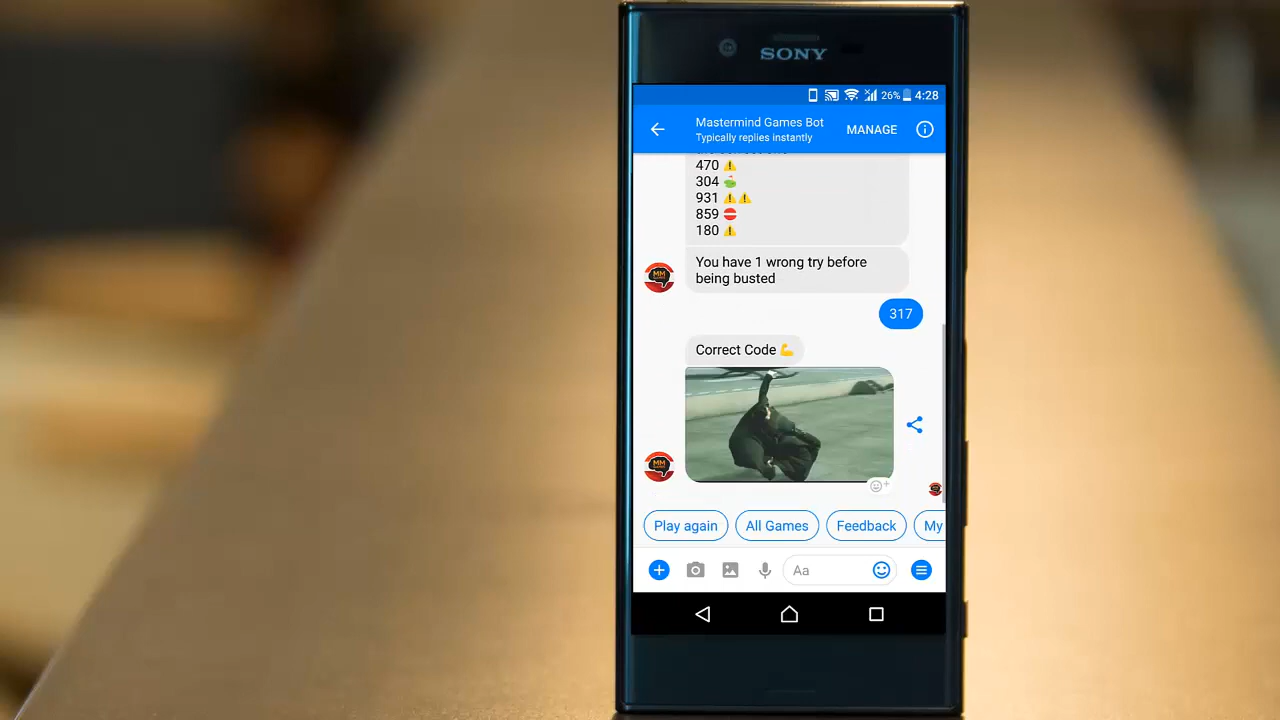 SONY
26% 4:28
Mastermind Games Bot
Typically replies instantly
MANAGE
470 ⚠
304 🍏
931 ⚠⚠
859 ⛔
180 ⚠
You have 1 wrong try before
being busted
MM
317
Correct Code 💪
Play again
All Games
Feedback
My
Aa